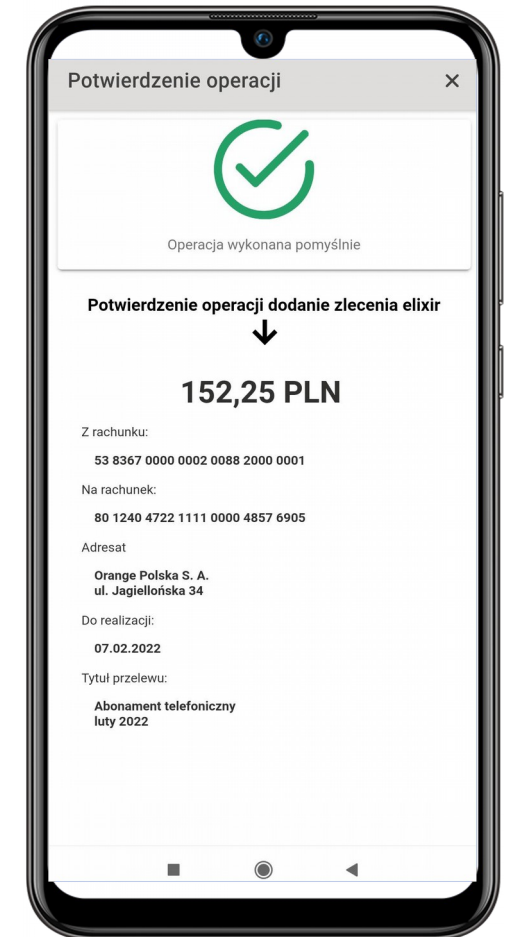 Potwierdzenie operacji
Operacja wykonana pomyślnie
Potwierdzenie operacji dodanie zlecenia elixir
152,25 PLN
Z rachunku:
53 8367 0000 0002 0088 2000 0001
Na rachunek:
80 1240 4722 1111 0000 4857 6905
Adresat
Orange Polska S. A.
ul. Jagiellońska 34
Do realizacji:
07.02.2022
Tytuł przelewu:
Abonament telefoniczny
luty 2022